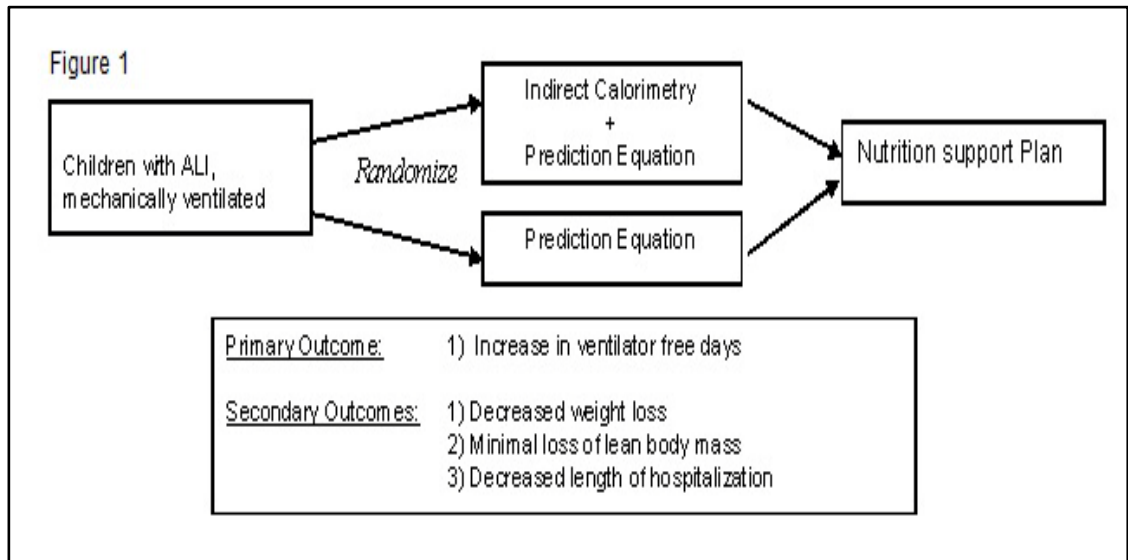 Figure 1
Children with ALI,
mechanically ventilated
Randomize
Indirect Calorimetry
+
Prediction Equation
Prediction Equation
Nutrition support Plan
Primary Outcome: 1) Increase in ventilator free days
Secondary Outcomes: 1) Decreased weight loss
2) Minimal loss of lean body mass
3) Decreased length of hospitalization